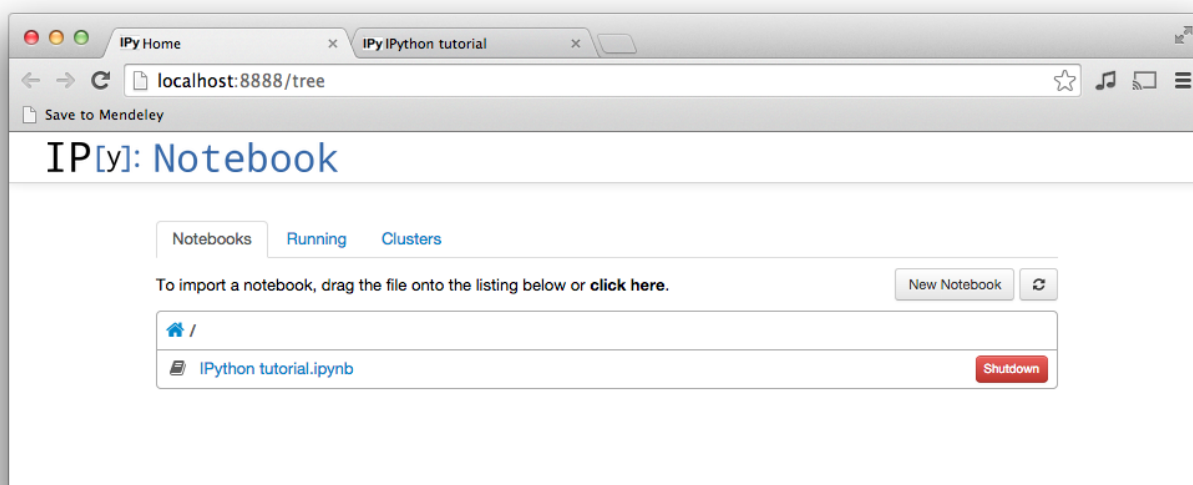 IPy Home IPy IPython tutorial
localhost:8888/tree
Save to Mendeley
IP[y]: Notebook
Notebooks Running Clusters
To import a notebook, drag the file onto the listing below or click here. New Notebook
/
IPython tutorial.ipynb Shutdown